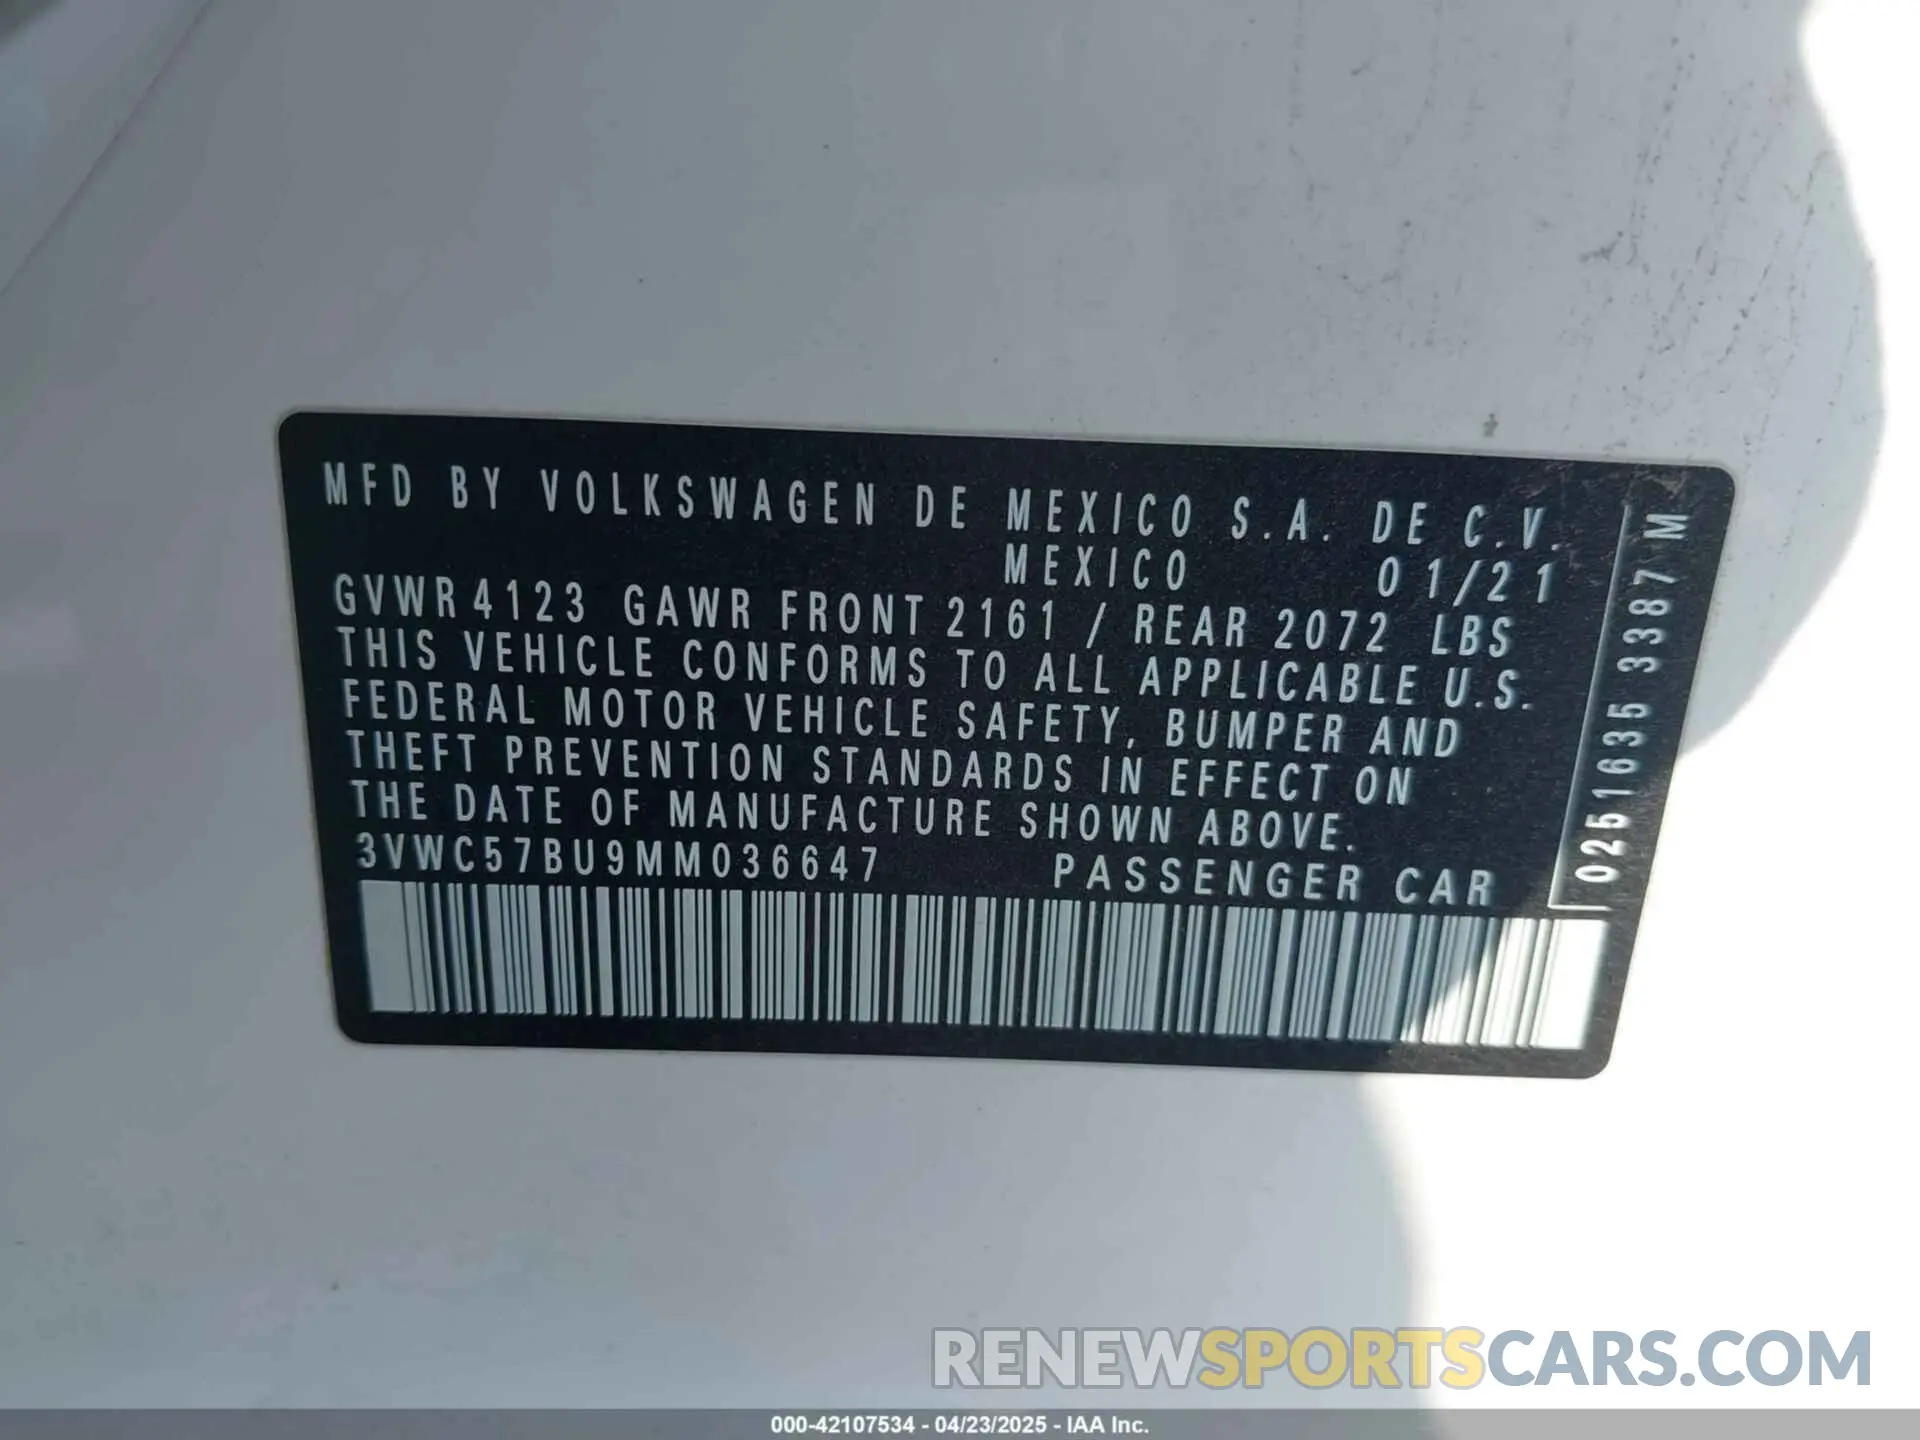 MFD BY VOLKSWAGEN DE MEXICO S.A. DE C.V.
MEXICO 01/21
GVWR 4123 GAWR FRONT 2161 / REAR 2072 LBS
THIS VEHICLE CONFORMS TO ALL APPLICABLE U.S.
FEDERAL MOTOR VEHICLE SAFETY, BUMPER AND
THEFT PREVENTION STANDARDS IN EFFECT ON
THE DATE OF MANUFACTURE SHOWN ABOVE.
3VWC57BU9MM036647 PASSENGER CAR
0251635 3387 M
RENEWSPORTSCARS.COM
000-42107534 - 04/23/2025 - IAA Inc.